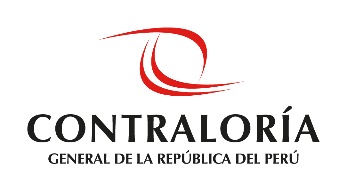 CONTRALORÍA
GENERAL DE LA REPÚBLICA DEL PERÚ